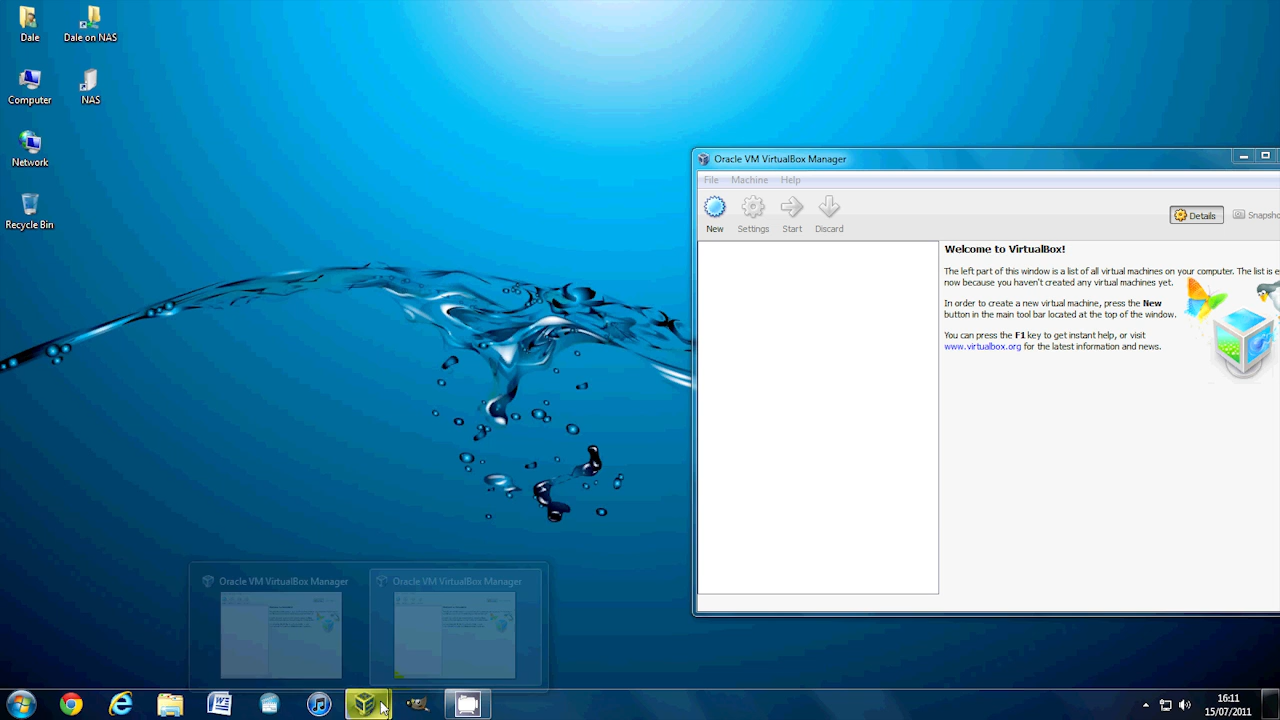 Dale
Dale on NAS
Computer
NAS
Network
Recycle Bin
Oracle VM VirtualBox Manager
File Machine Help
New Settings Start Discard
Details
Snapsho
Welcome to VirtualBox!
The left part of this window is a list of all virtual machines on your computer. The list is e
now because you haven't created any virtual machines yet.
In order to create a new virtual machine, press the New
button in the main tool bar located at the top of the window.
You can press the F1 key to get instant help, or visit
www.virtualbox.org for the latest information and news.
Oracle VM VirtualBox Manager
Oracle VM VirtualBox Manager
16:11
15/07/2011